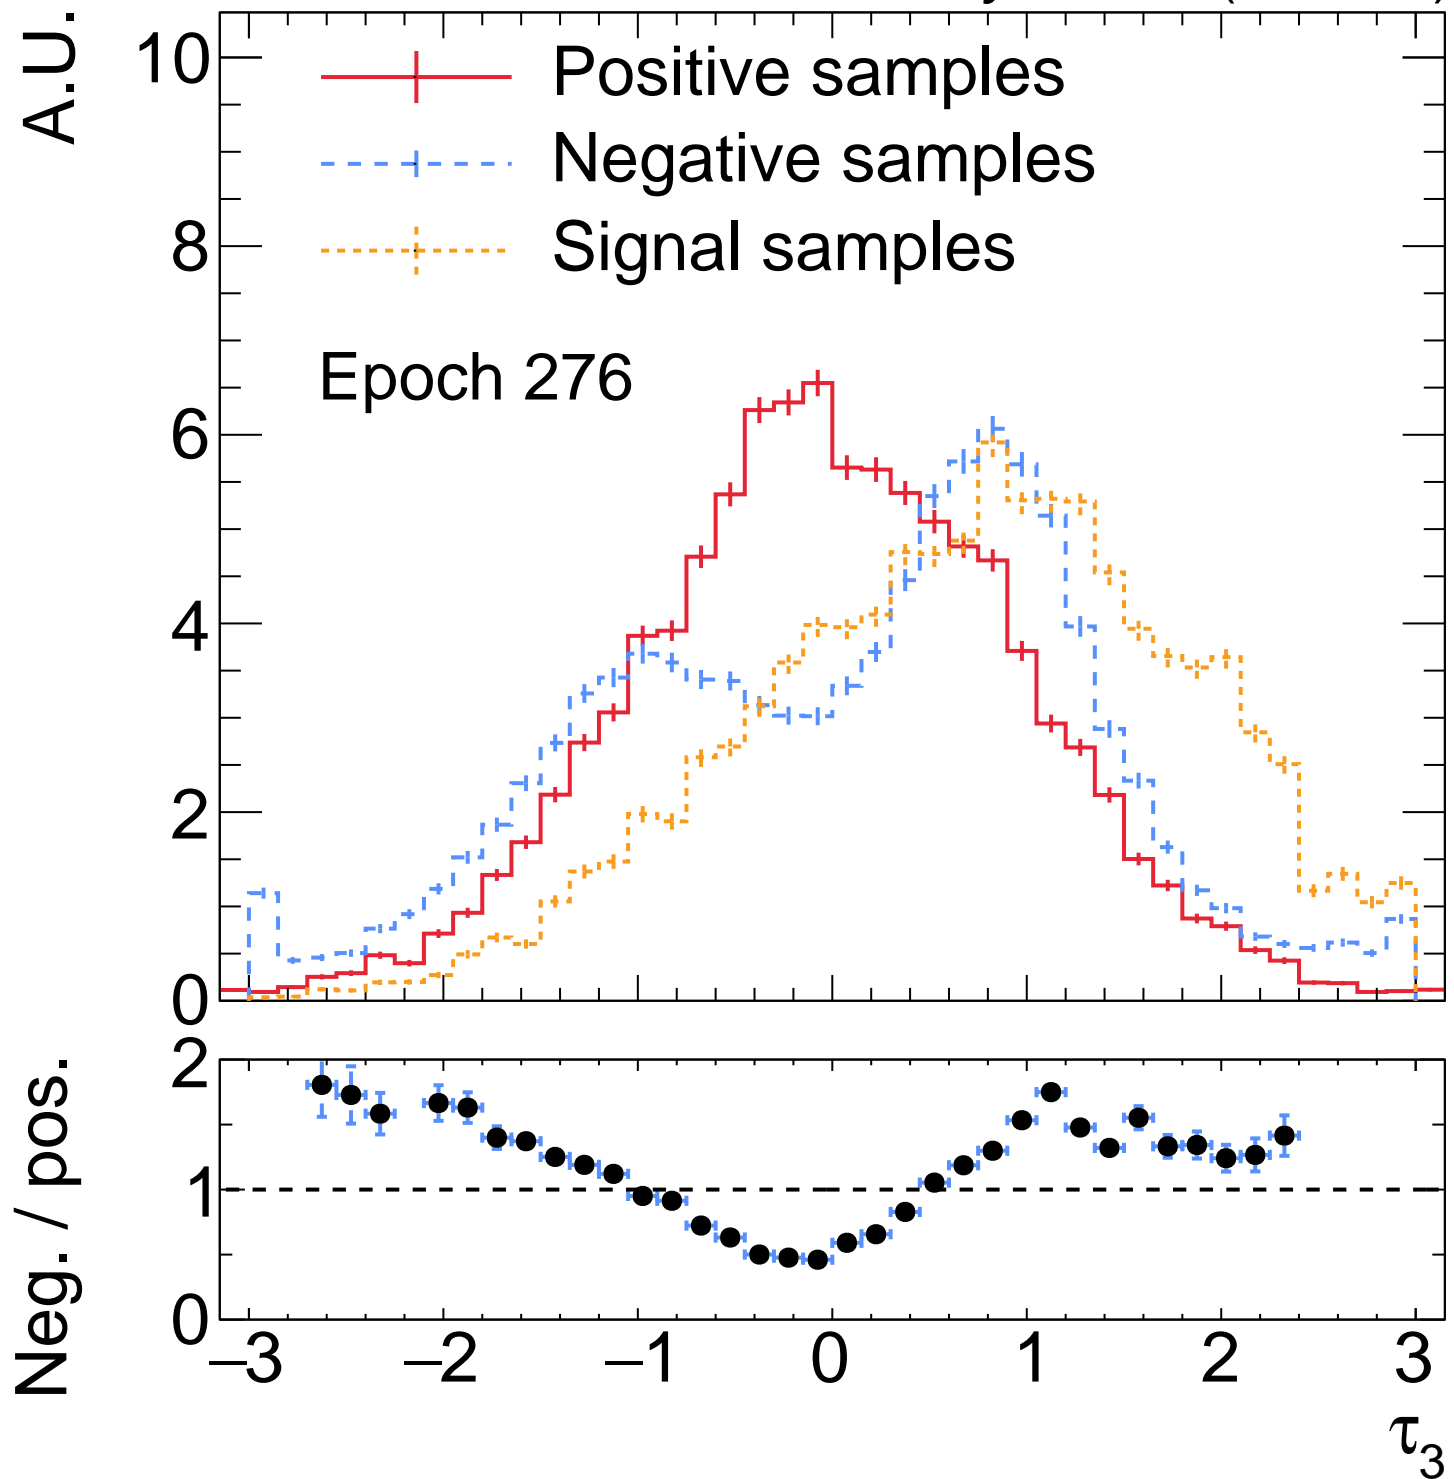 A.U.
10
8
6
4
2
0
Positive samples
Negative samples
Signal samples
Epoch 276
Neg. / pos.
2
1
0
–3 –2 –1 0 1 2 3
τ3